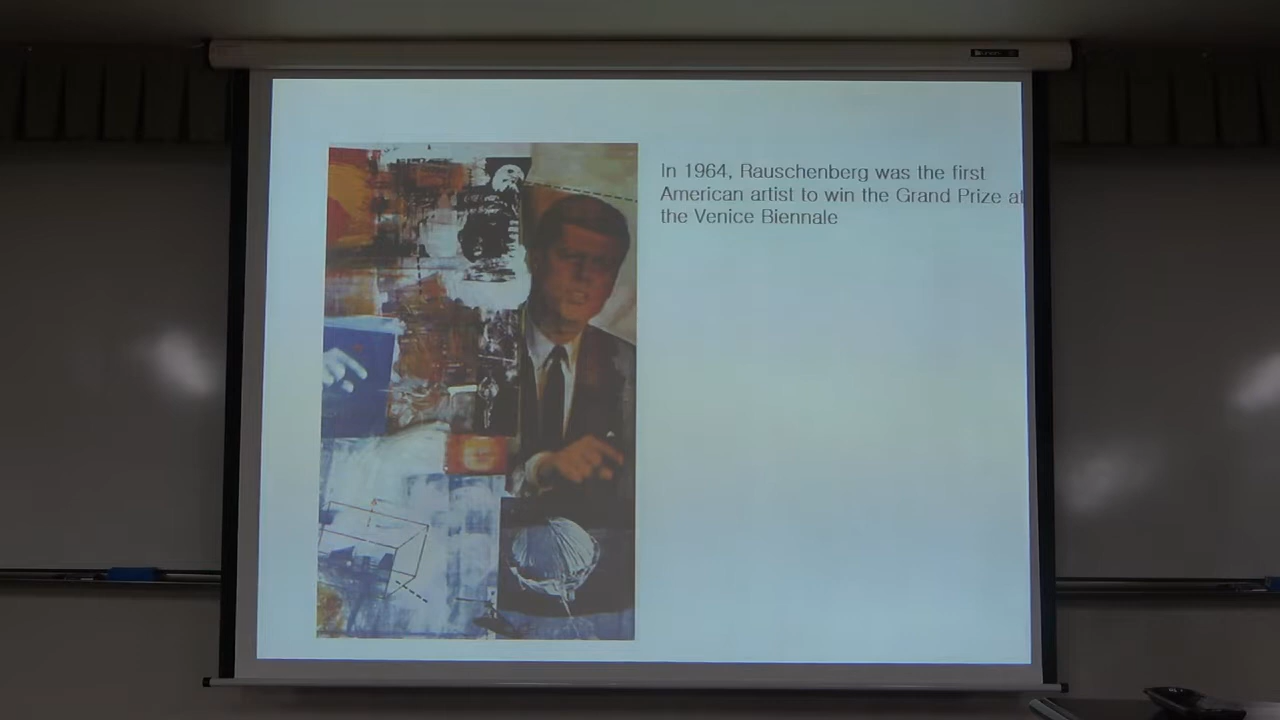 In 1964, Rauschenberg was the first
American artist to win the Grand Prize at
the Venice Biennale